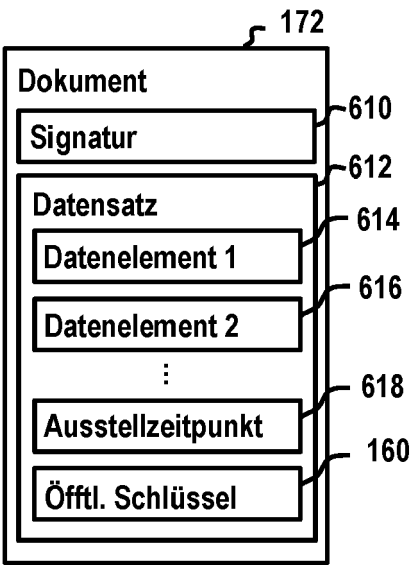 172
Dokument
610
Signatur
612
Datensatz
614
Datenelement 1
616
Datenelement 2
⋮
618
Ausstellzeitpunkt
160
Öfftl. Schlüssel